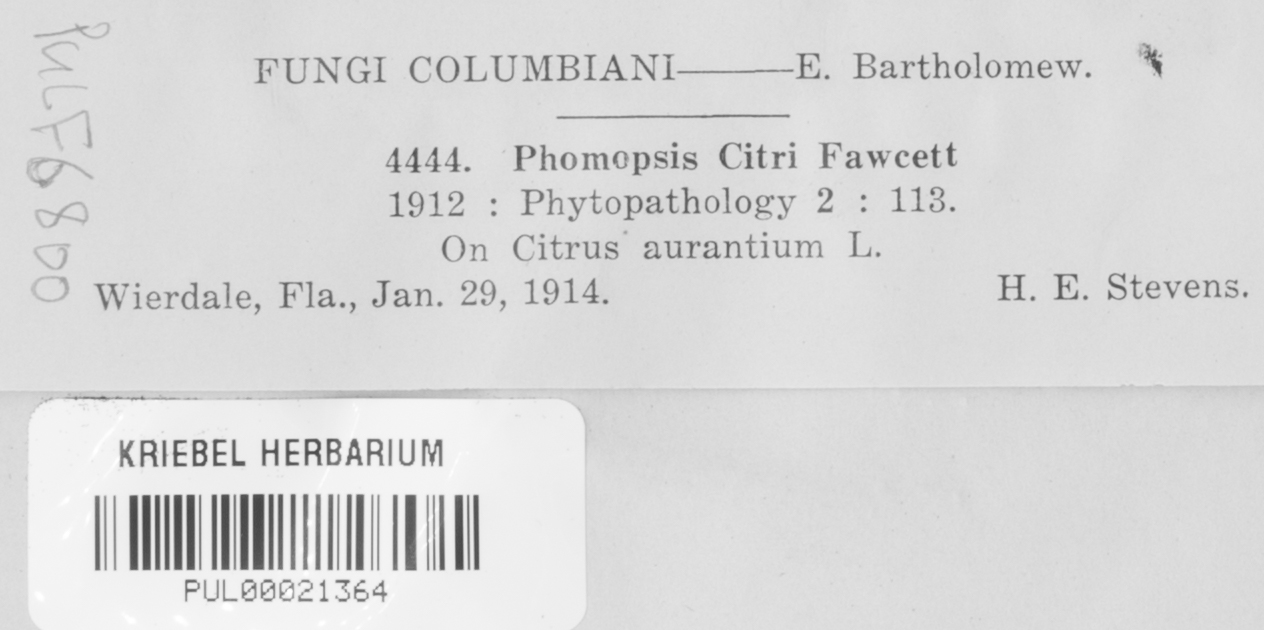 FUNGI COLUMBIANI———E. Bartholomew.
4444. Phomopsis Citri Fawcett
1912 : Phytopathology 2 : 113.
On Citrus aurantium L.
Wierdale, Fla., Jan. 29, 1914. H. E. Stevens.
PULF6800
KRIEBEL HERBARIUM
PUL00021364